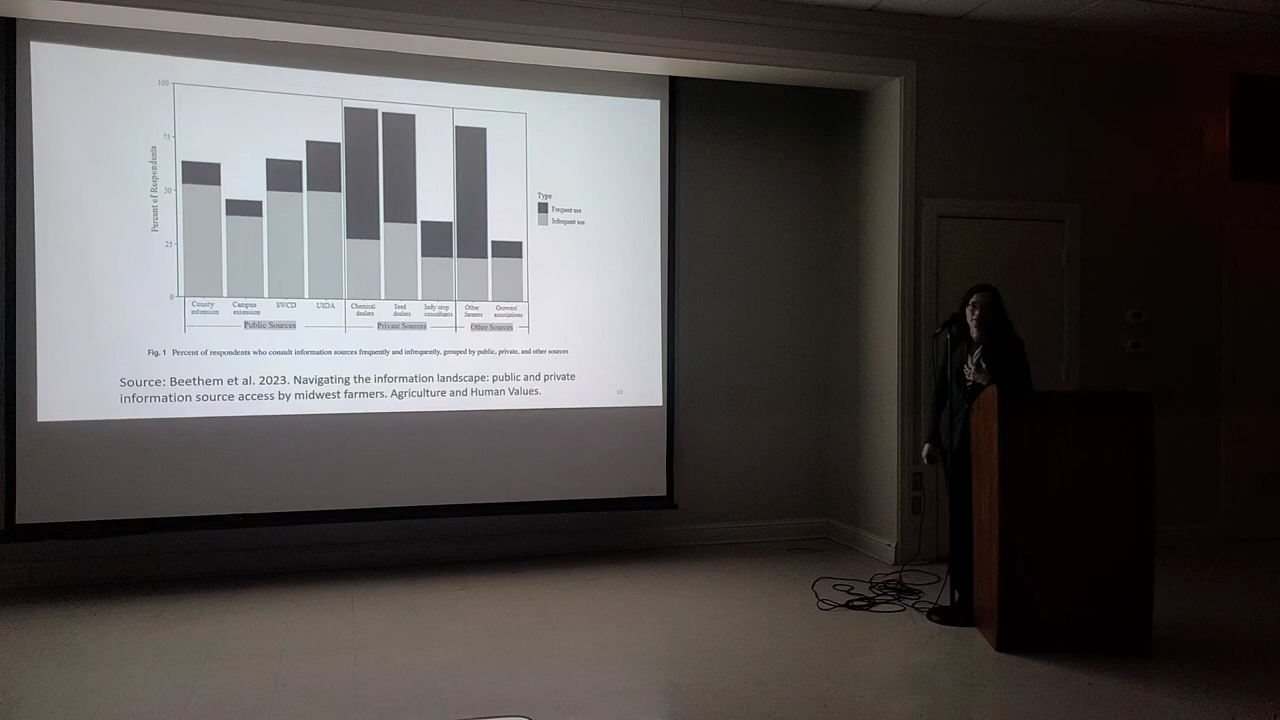 100
75
50
25
0
Percent of Respondents
Type
Frequent use
Infrequent use
County extension
Campus extension
SWCD
USDA
Chemical dealers
Seed dealers
Indy crop consultants
Other farmers
Growers' associations
Public Sources
Private Sources
Other Sources
Fig. 1 Percent of respondents who consult information sources frequently and infrequently, grouped by public, private, and other sources
Source: Beethem et al. 2023. Navigating the information landscape: public and private
information source access by midwest farmers. Agriculture and Human Values.
10